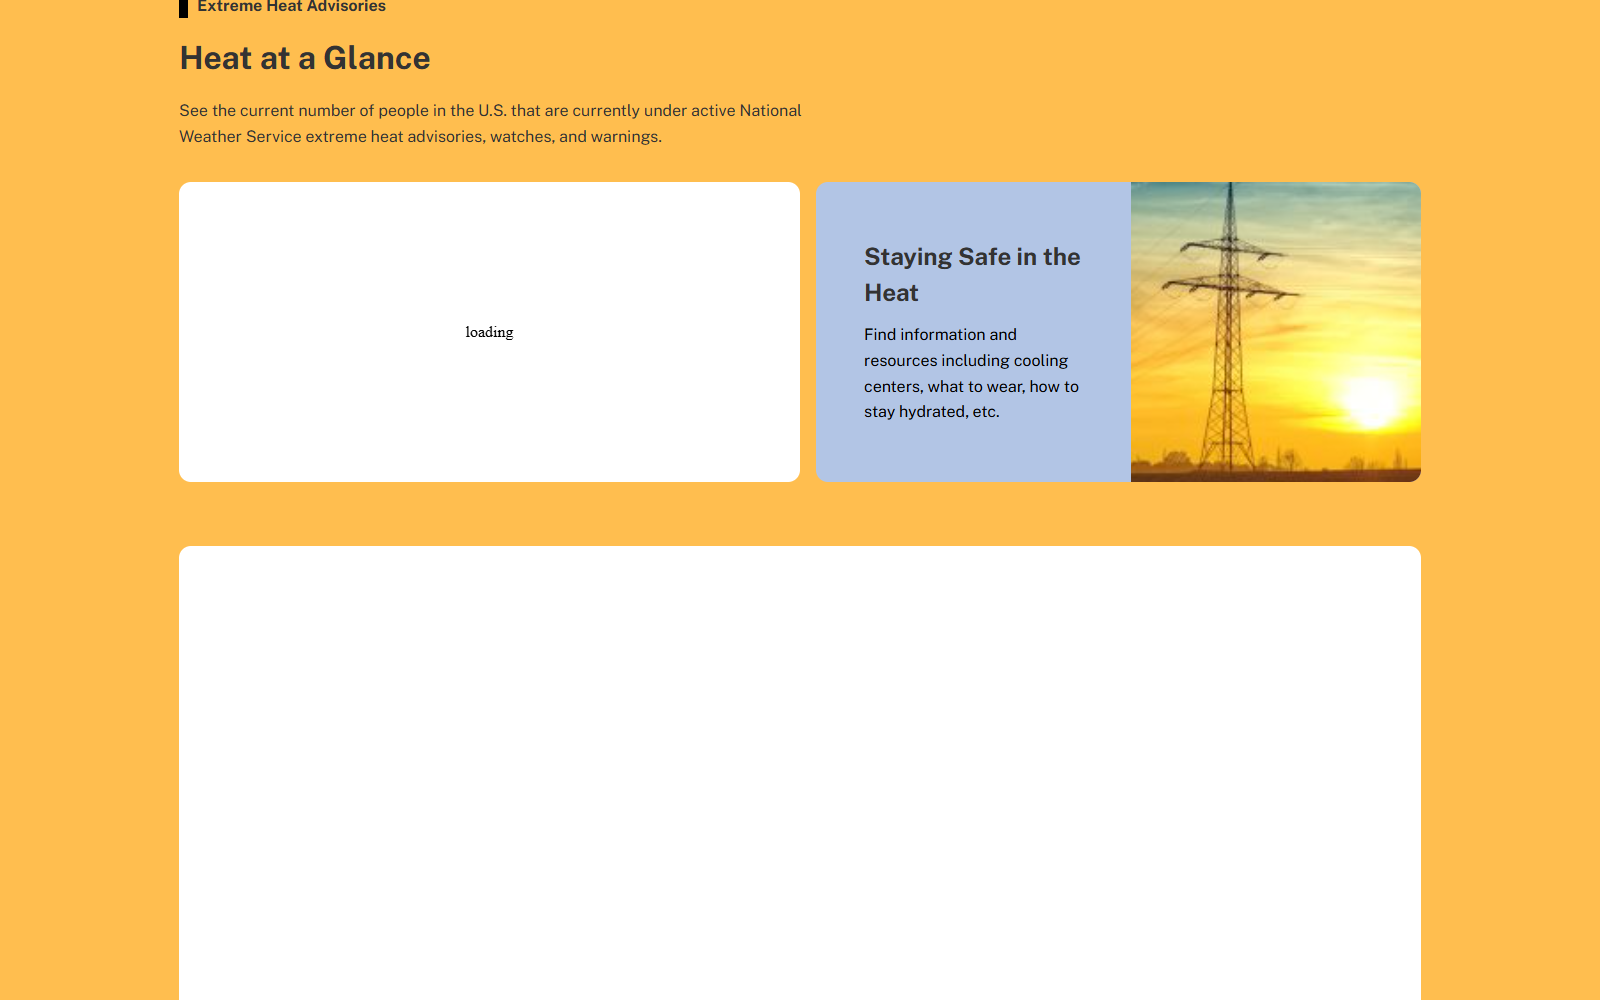 Extreme Heat Advisories
Heat at a Glance
See the current number of people in the U.S. that are currently under active National
Weather Service extreme heat advisories, watches, and warnings.
loading
Staying Safe in the
Heat
Find information and
resources including cooling
centers, what to wear, how to
stay hydrated, etc.